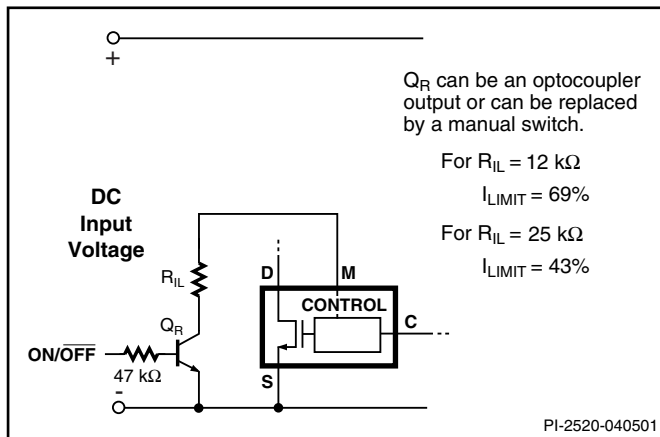 +
Q_R can be an optocoupler
output or can be replaced
by a manual switch.
For R_IL = 12 kΩ
I_LIMIT = 69%
For R_IL = 25 kΩ
I_LIMIT = 43%
DC
Input
Voltage
R_IL
D
M
CONTROL
C
Q_R
ON/O̅F̅F̅
47 kΩ
S
-
PI-2520-040501